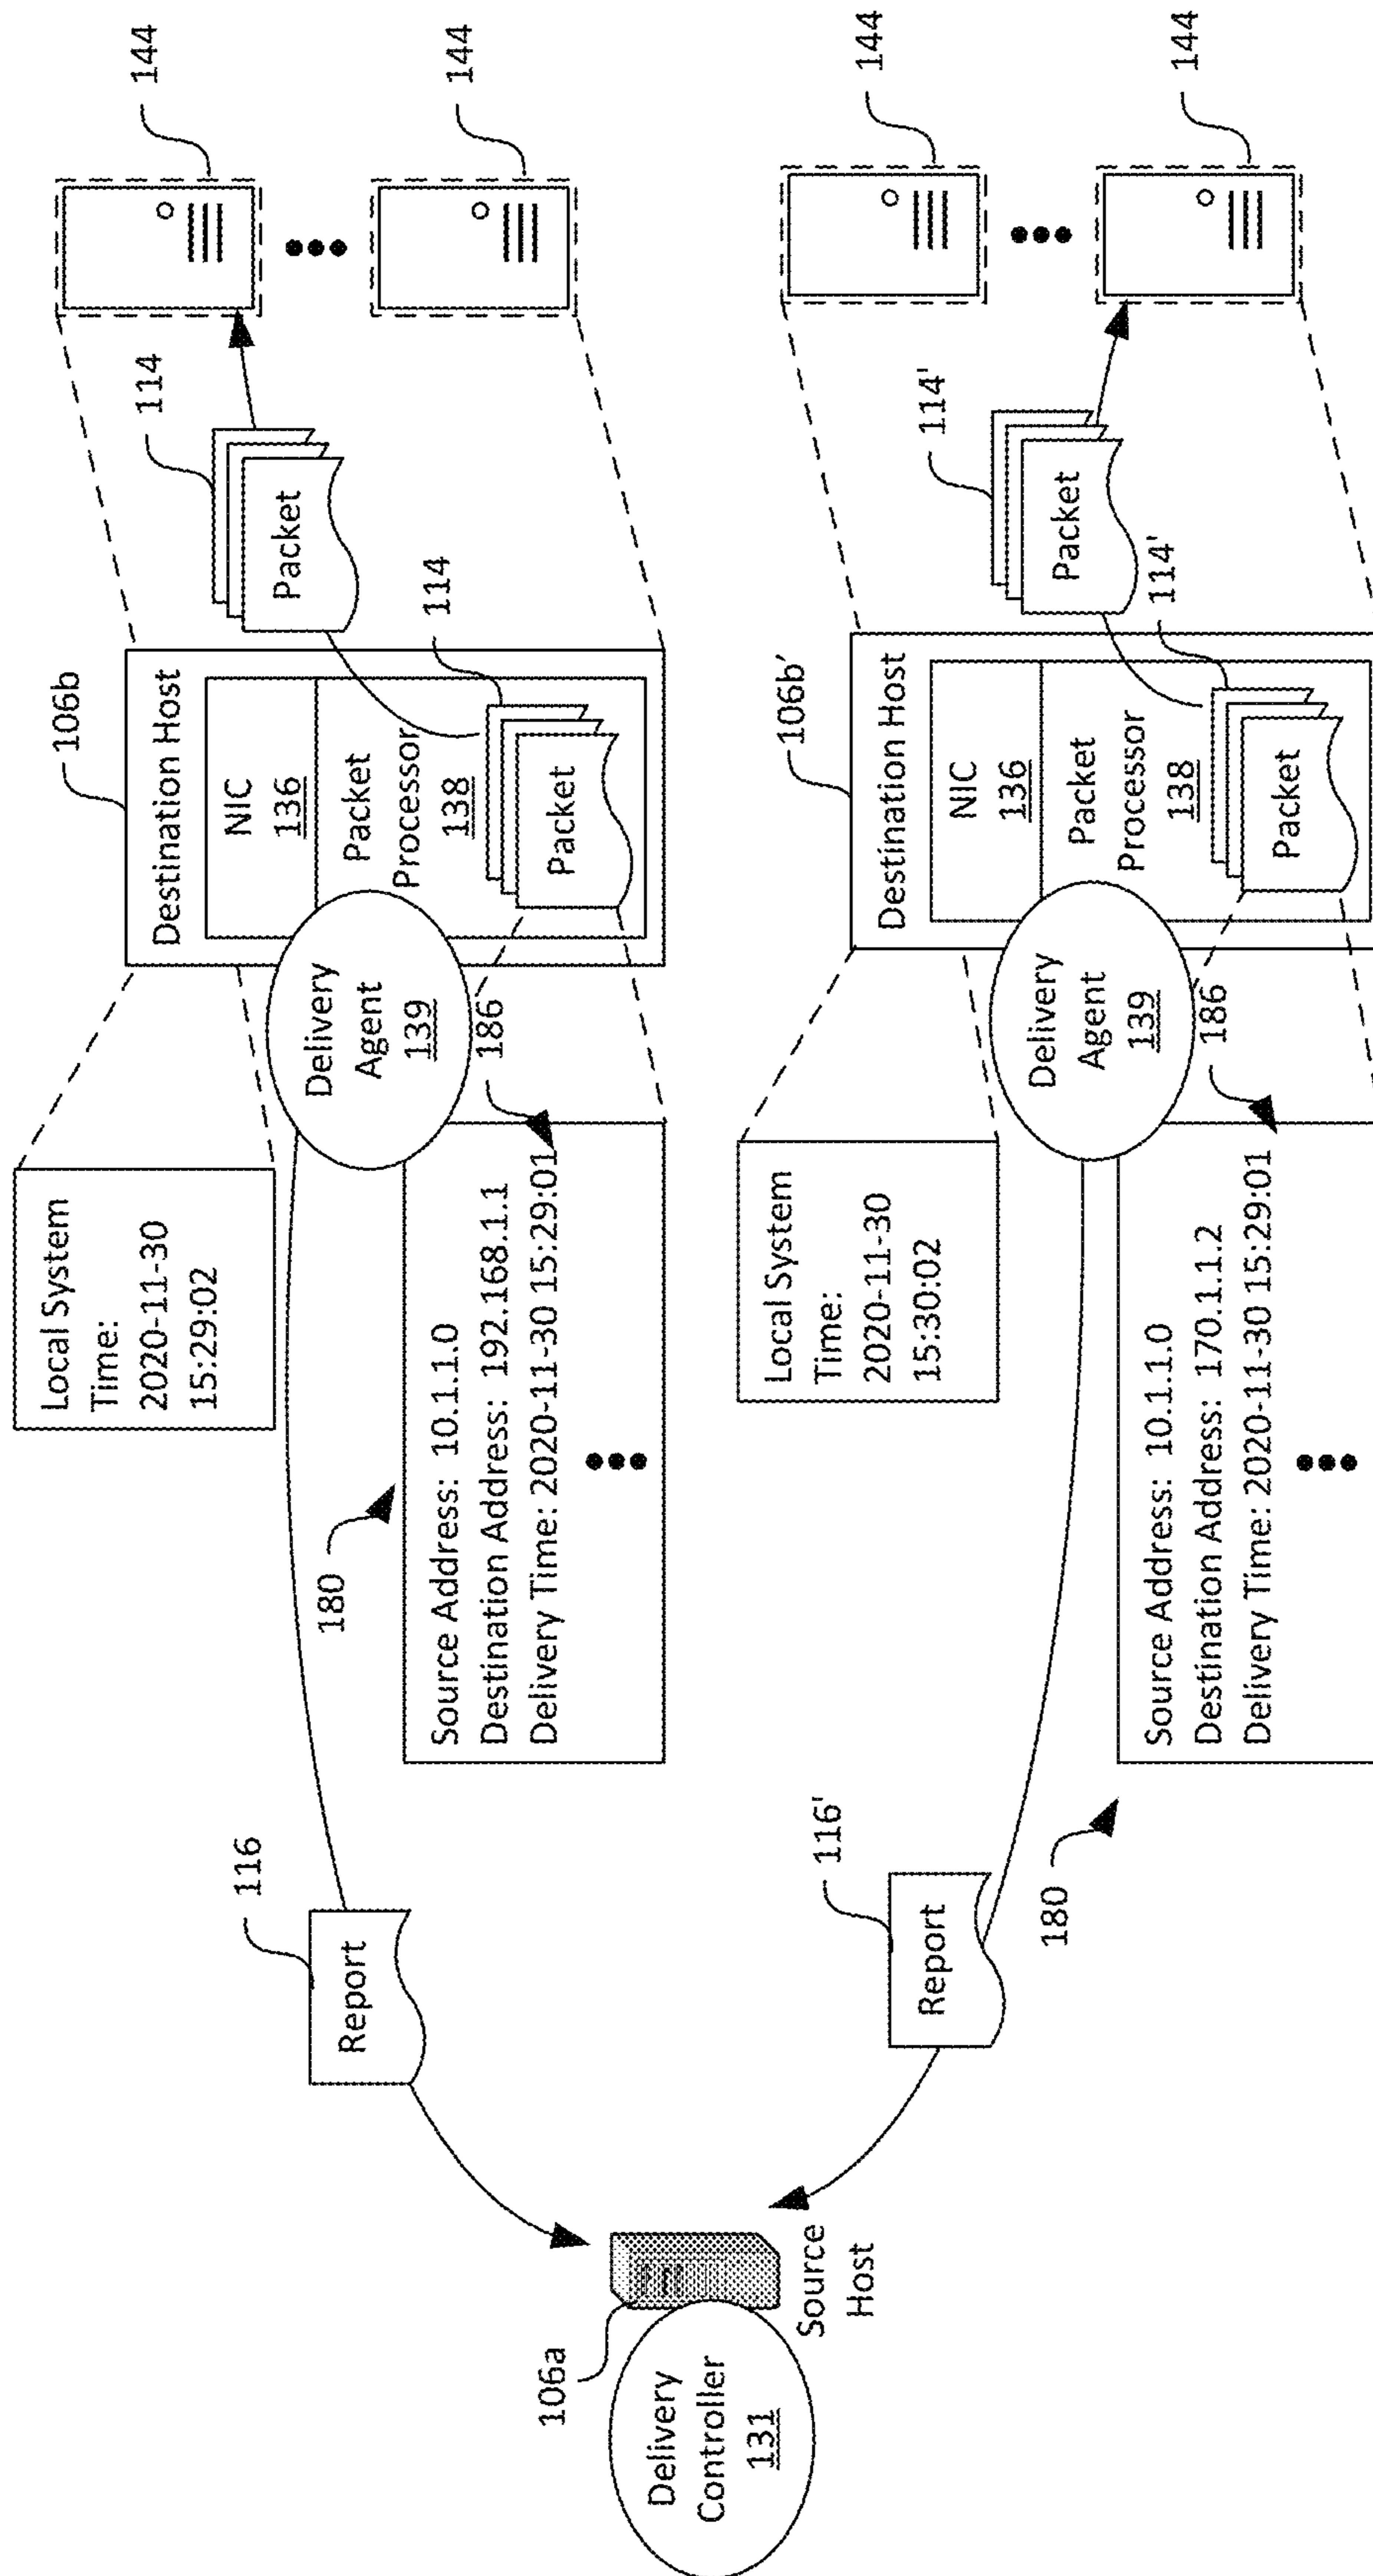 Local System
Time:
2020-11-30
15:29:02
106b
Destination Host
NIC
136
Packet
Processor
138
Packet
114
Packet
114
144
144
Delivery
Agent
139
186
180
Source Address: 10.1.1.0
Destination Address: 192.168.1.1
Delivery Time: 2020-11-30 15:29:01
116
Report
106a
Delivery
Controller
131
Source
Host
Local System
Time:
2020-11-30
15:30:02
106b'
Destination Host
NIC
136
Packet
Processor
138
Packet
114'
Packet
114'
144
144
Delivery
Agent
139
186
116'
Report
180
Source Address: 10.1.1.0
Destination Address: 170.1.1.2
Delivery Time: 2020-11-30 15:29:01